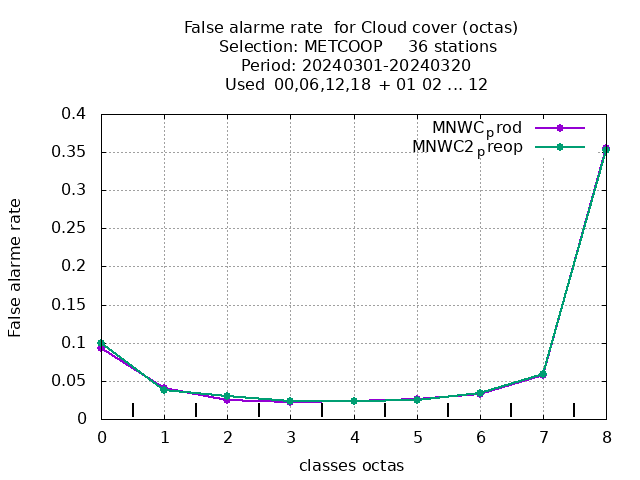 False alarme rate  for Cloud cover (octas)
Selection: METCOOP     36 stations
Period: 20240301-20240320
Used  00,06,12,18 + 01 02 ... 12
MNWCprod
MNWC2preop
0.4
0.35
0.3
0.25
0.2
0.15
0.1
0.05
0
False alarme rate
0 1 2 3 4 5 6 7 8
classes octas